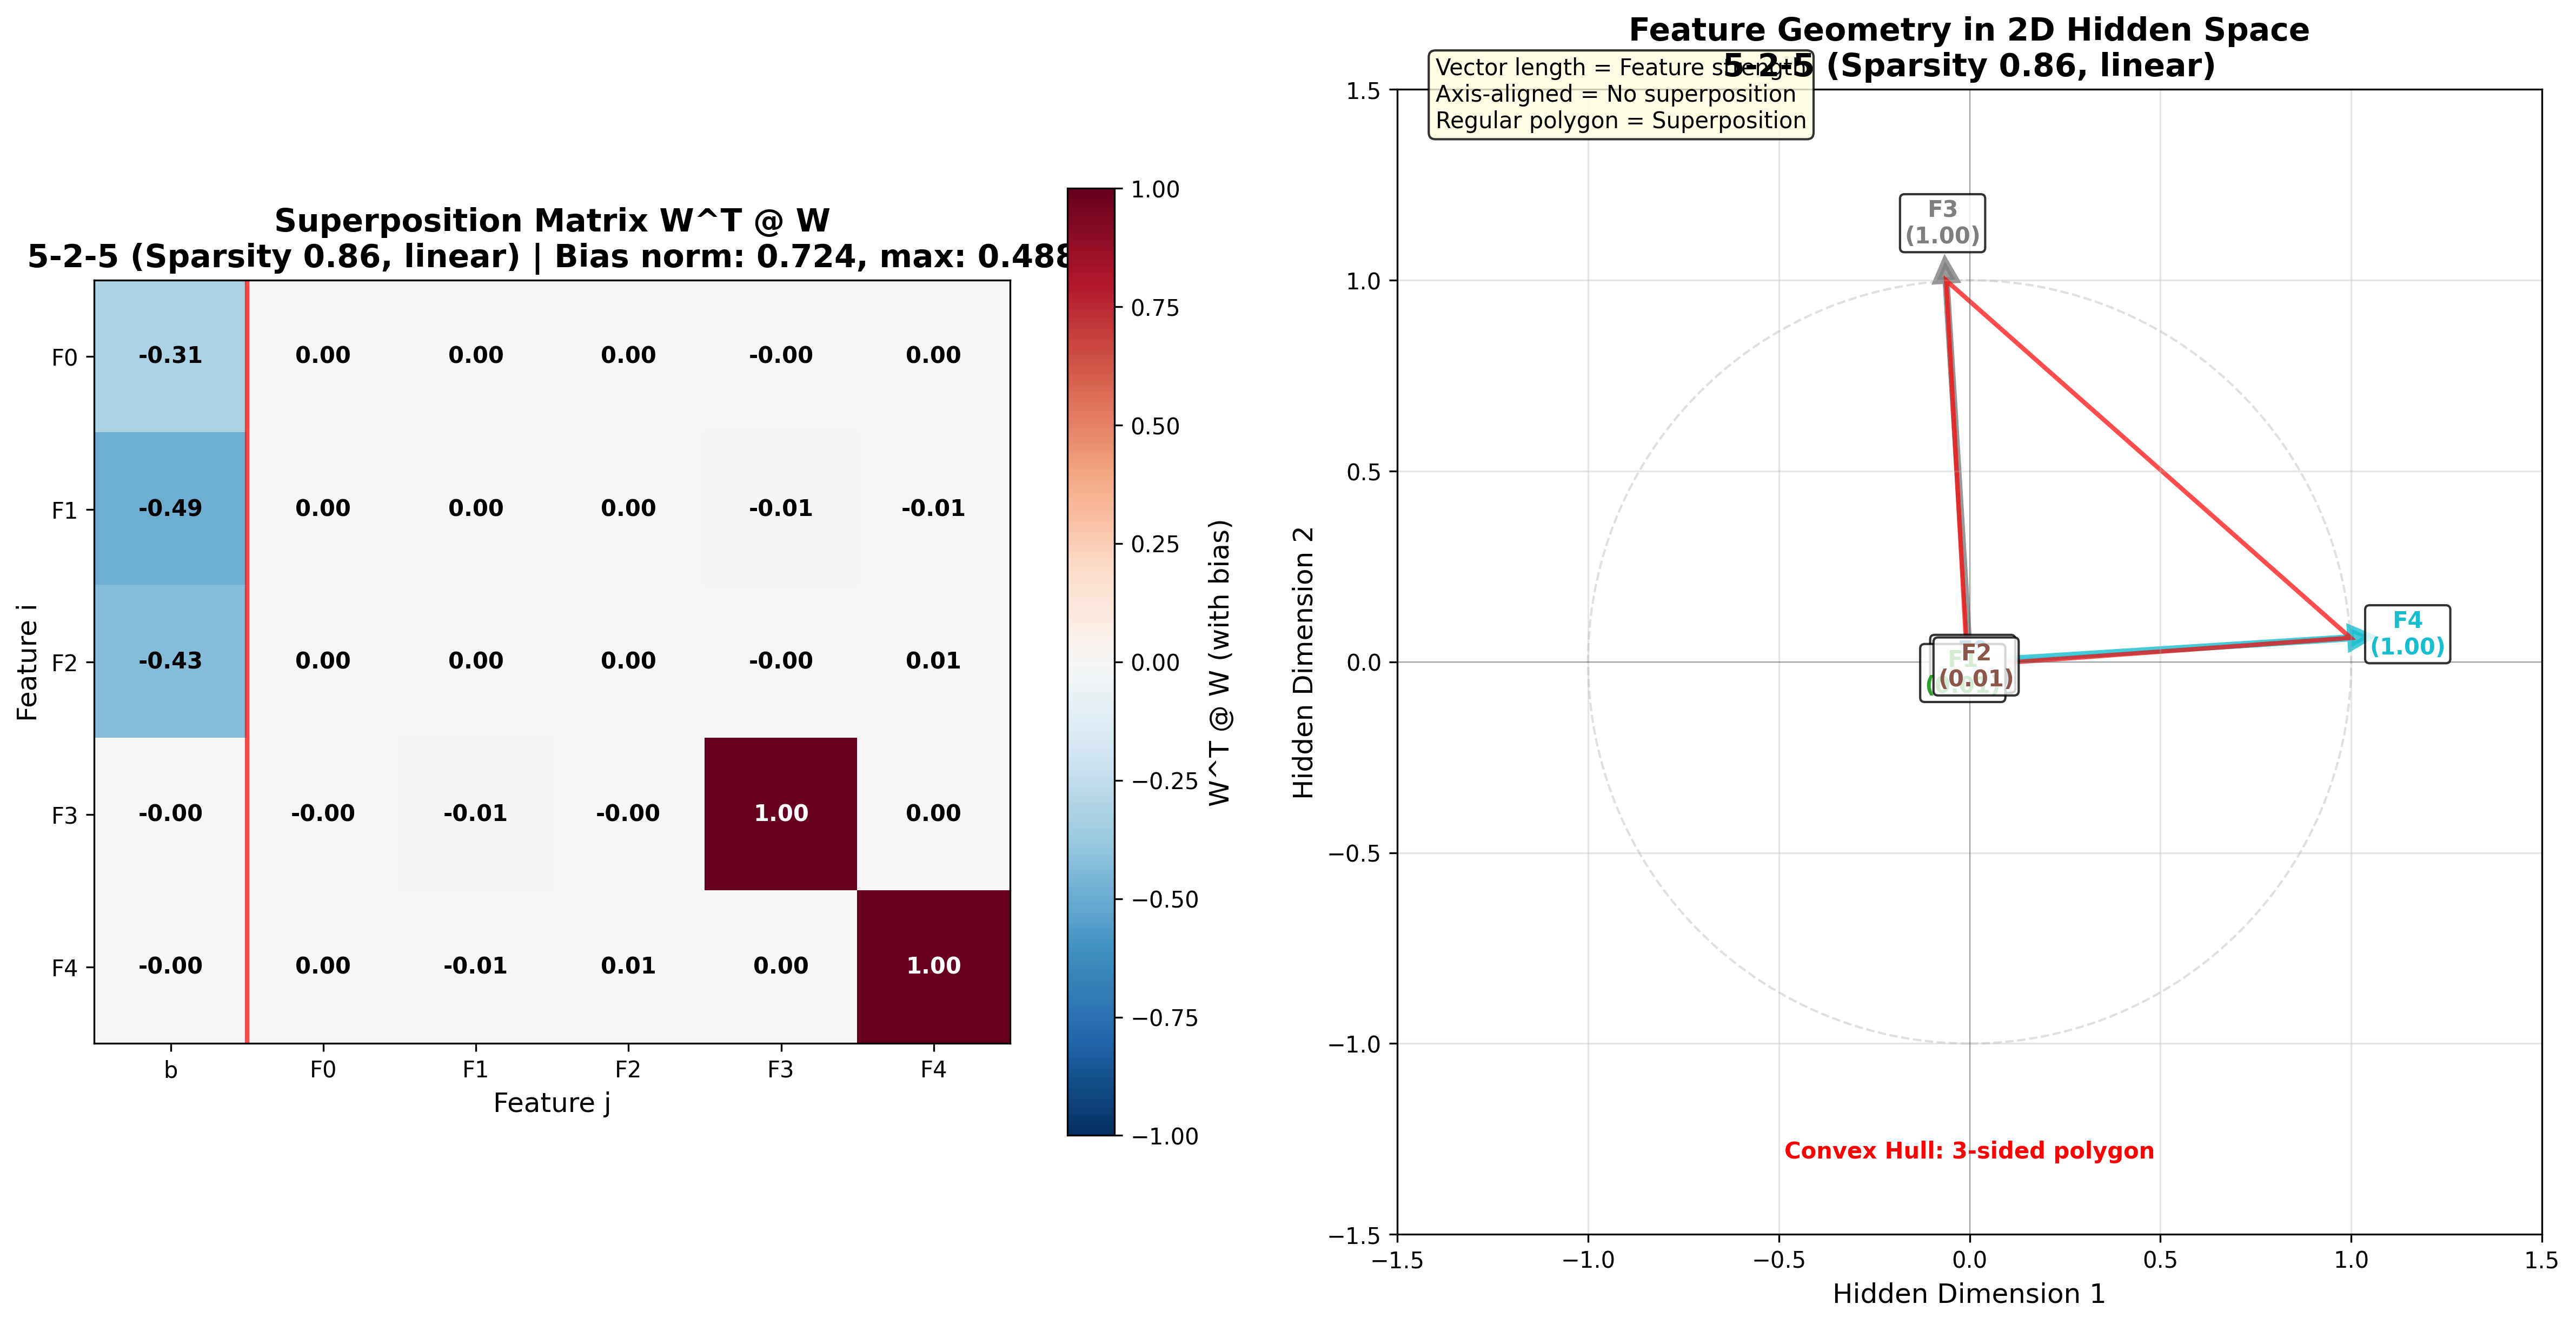 Superposition Matrix W^T @ W
5-2-5 (Sparsity 0.86, linear) | Bias norm: 0.724, max: 0.488
F0 -0.31 0.00 0.00 0.00 -0.00 0.00
F1 -0.49 0.00 0.00 0.00 -0.01 -0.01
F2 -0.43 0.00 0.00 0.00 -0.00 0.01
F3 -0.00 -0.00 -0.01 -0.00 1.00 0.00
F4 -0.00 0.00 -0.01 0.01 0.00 1.00
b F0 F1 F2 F3 F4
Feature i
Feature j
1.00
0.75
0.50
0.25
0.00
−0.25
−0.50
−0.75
−1.00
W^T @ W (with bias)
Feature Geometry in 2D Hidden Space
5-2-5 (Sparsity 0.86, linear)
Vector length = Feature strength
Axis-aligned = No superposition
Regular polygon = Superposition
F3
(1.00)
F4
(1.00)
F2
(0.01)
Convex Hull: 3-sided polygon
1.5
1.0
0.5
0.0
−0.5
−1.0
−1.5
Hidden Dimension 2
−1.5 −1.0 −0.5 0.0 0.5 1.0 1.5
Hidden Dimension 1